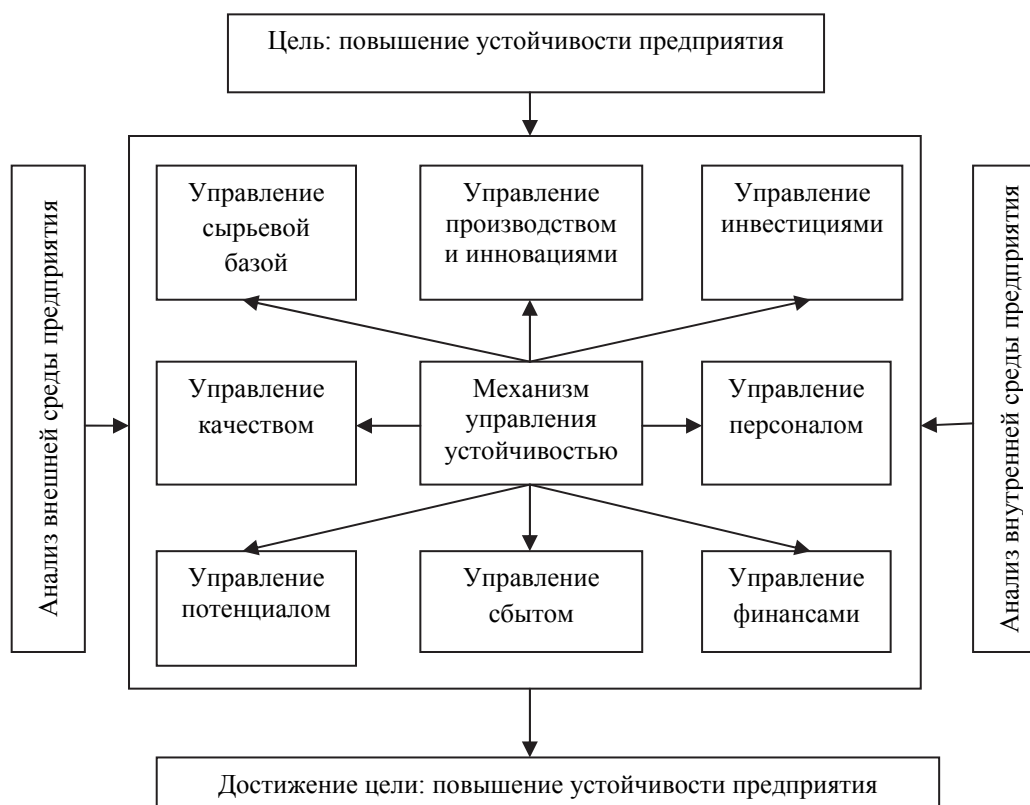 Цель: повышение устойчивости предприятия
Анализ внешней среды предприятия
Управление
сырьевой
базой
Управление
производством
и инновациями
Управление
инвестициями
Управление
качеством
Механизм
управления
устойчивостью
Управление
персоналом
Управление
потенциалом
Управление
сбытом
Управление
финансами
Анализ внутренней среды предприятия
Достижение цели: повышение устойчивости предприятия